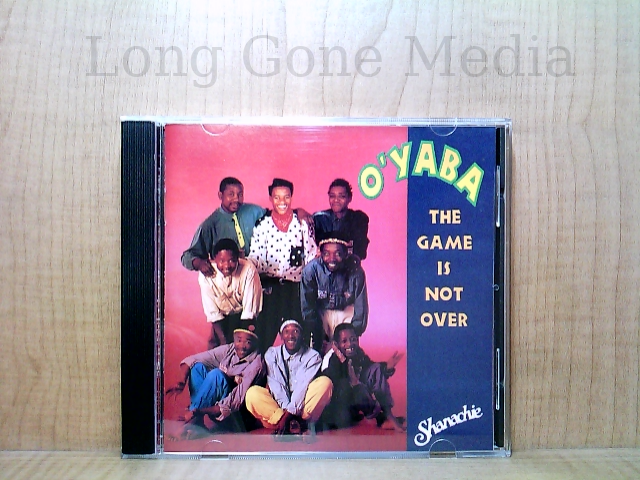 Long Gone Media
O'YABA
THE
GAME
IS
NOT
OVER
Shanachie